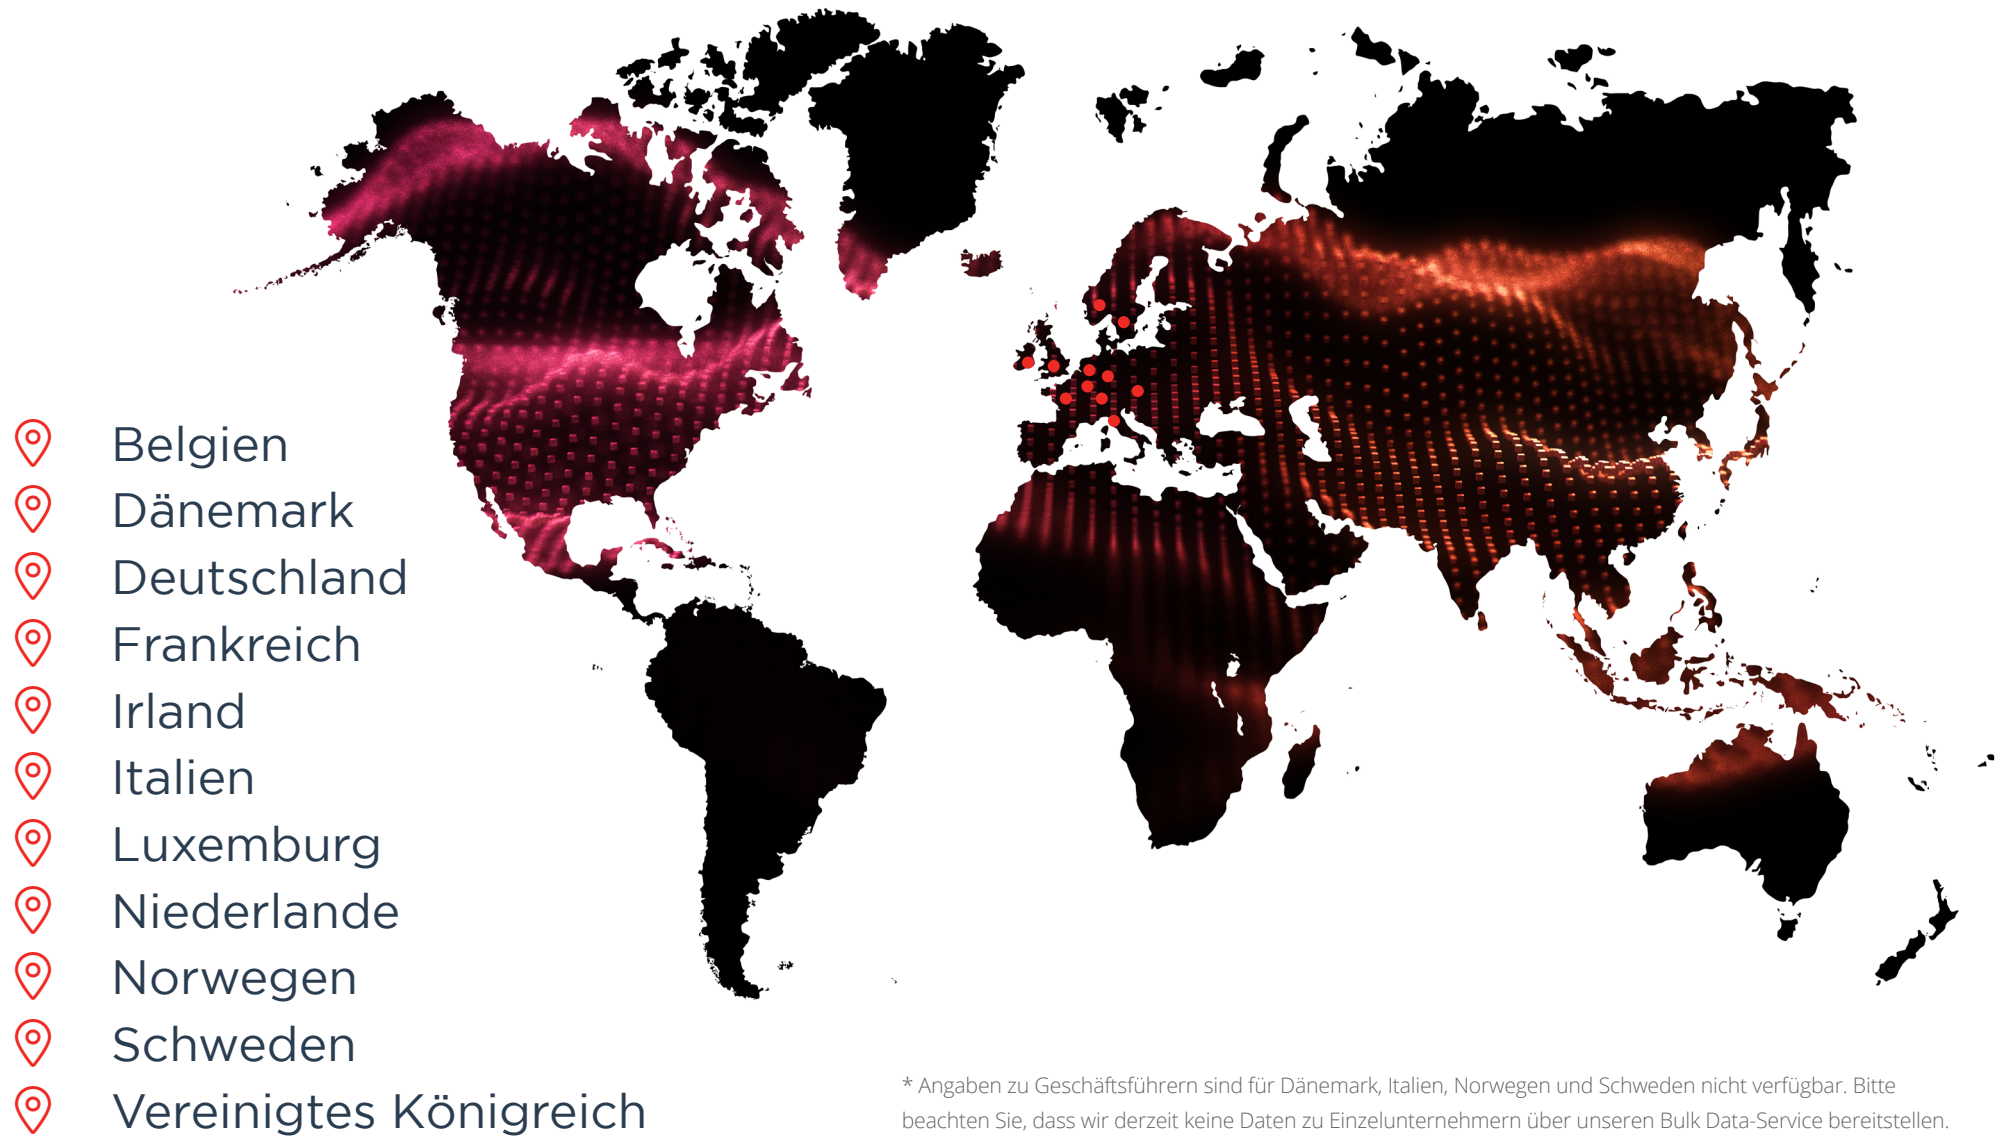 Belgien
Dänemark
Deutschland
Frankreich
Irland
Italien
Luxemburg
Niederlande
Norwegen
Schweden
Vereinigtes Königreich
* Angaben zu Geschäftsführern sind für Dänemark, Italien, Norwegen und Schweden nicht verfügbar. Bitte
beachten Sie, dass wir derzeit keine Daten zu Einzelunternehmern über unseren Bulk Data-Service bereitstellen.